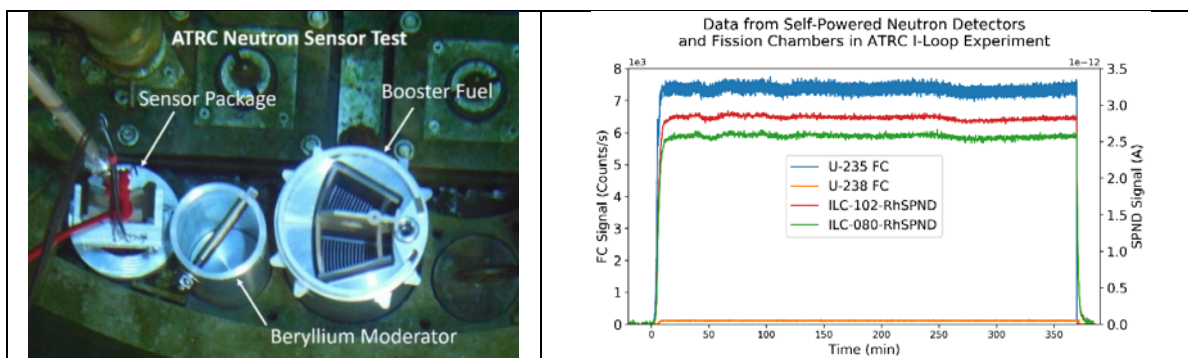 ATRC Neutron Sensor Test
Sensor Package
Booster Fuel
Beryllium Moderator
Data from Self-Powered Neutron Detectors
and Fission Chambers in ATRC I-Loop Experiment
1e3
1e−12
8
7
6
5
4
3
2
1
0
FC Signal (Counts/s)
U-235 FC
U-238 FC
ILC-102-RhSPND
ILC-080-RhSPND
3.5
3.0
2.5
2.0
1.5
1.0
0.5
0.0
SPND Signal (A)
0 50 100 150 200 250 300 350
Time (min)